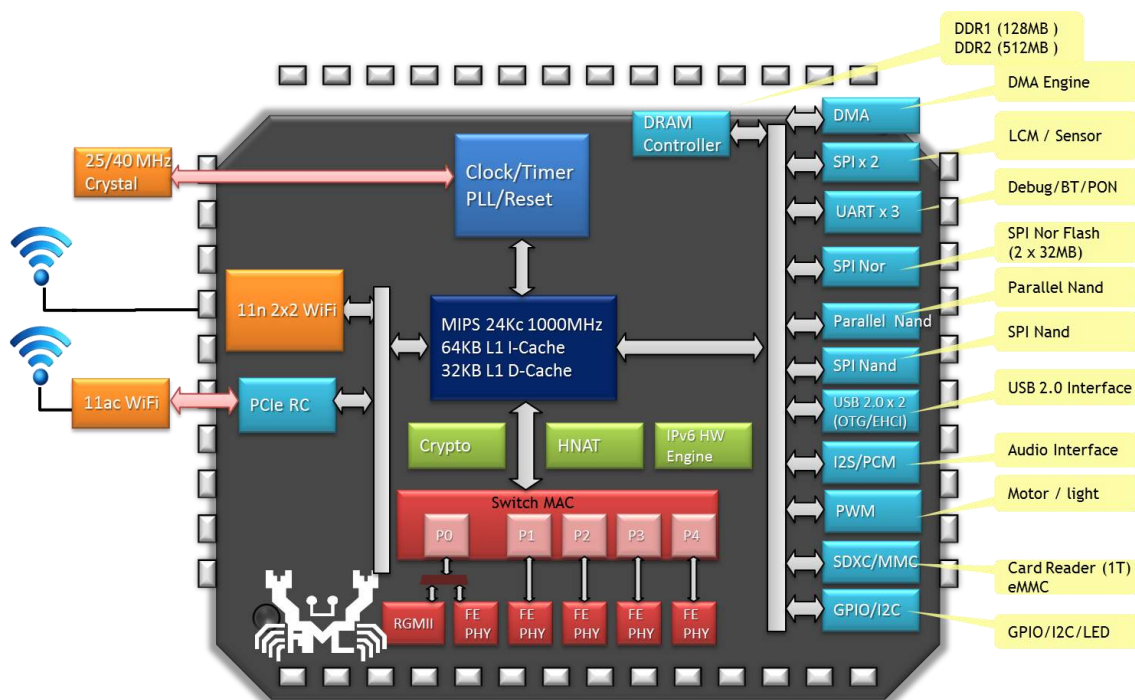 DDR1 (128MB )
DDR2 (512MB )
DMA Engine
LCM / Sensor
Debug/BT/PON
SPI Nor Flash
(2 x 32MB)
Parallel Nand
SPI Nand
USB 2.0 Interface
Audio Interface
Motor / light
Card Reader (1T)
eMMC
GPIO/I2C/LED
DRAM
Controller
DMA
SPI x 2
UART x 3
SPI Nor
Parallel Nand
SPI Nand
USB 2.0 x 2
(OTG/EHCI)
I2S/PCM
PWM
SDXC/MMC
GPIO/I2C
25/40 MHz
Crystal
Clock/Timer
PLL/Reset
11n 2x2 WiFi
MIPS 24Kc 1000MHz
64KB L1 I-Cache
32KB L1 D-Cache
11ac WiFi
PCIe RC
Crypto
HNAT
IPv6 HW
Engine
Switch MAC
P0
P1
P2
P3
P4
RGMII
FE
PHY
FE
PHY
FE
PHY
FE
PHY
FE
PHY